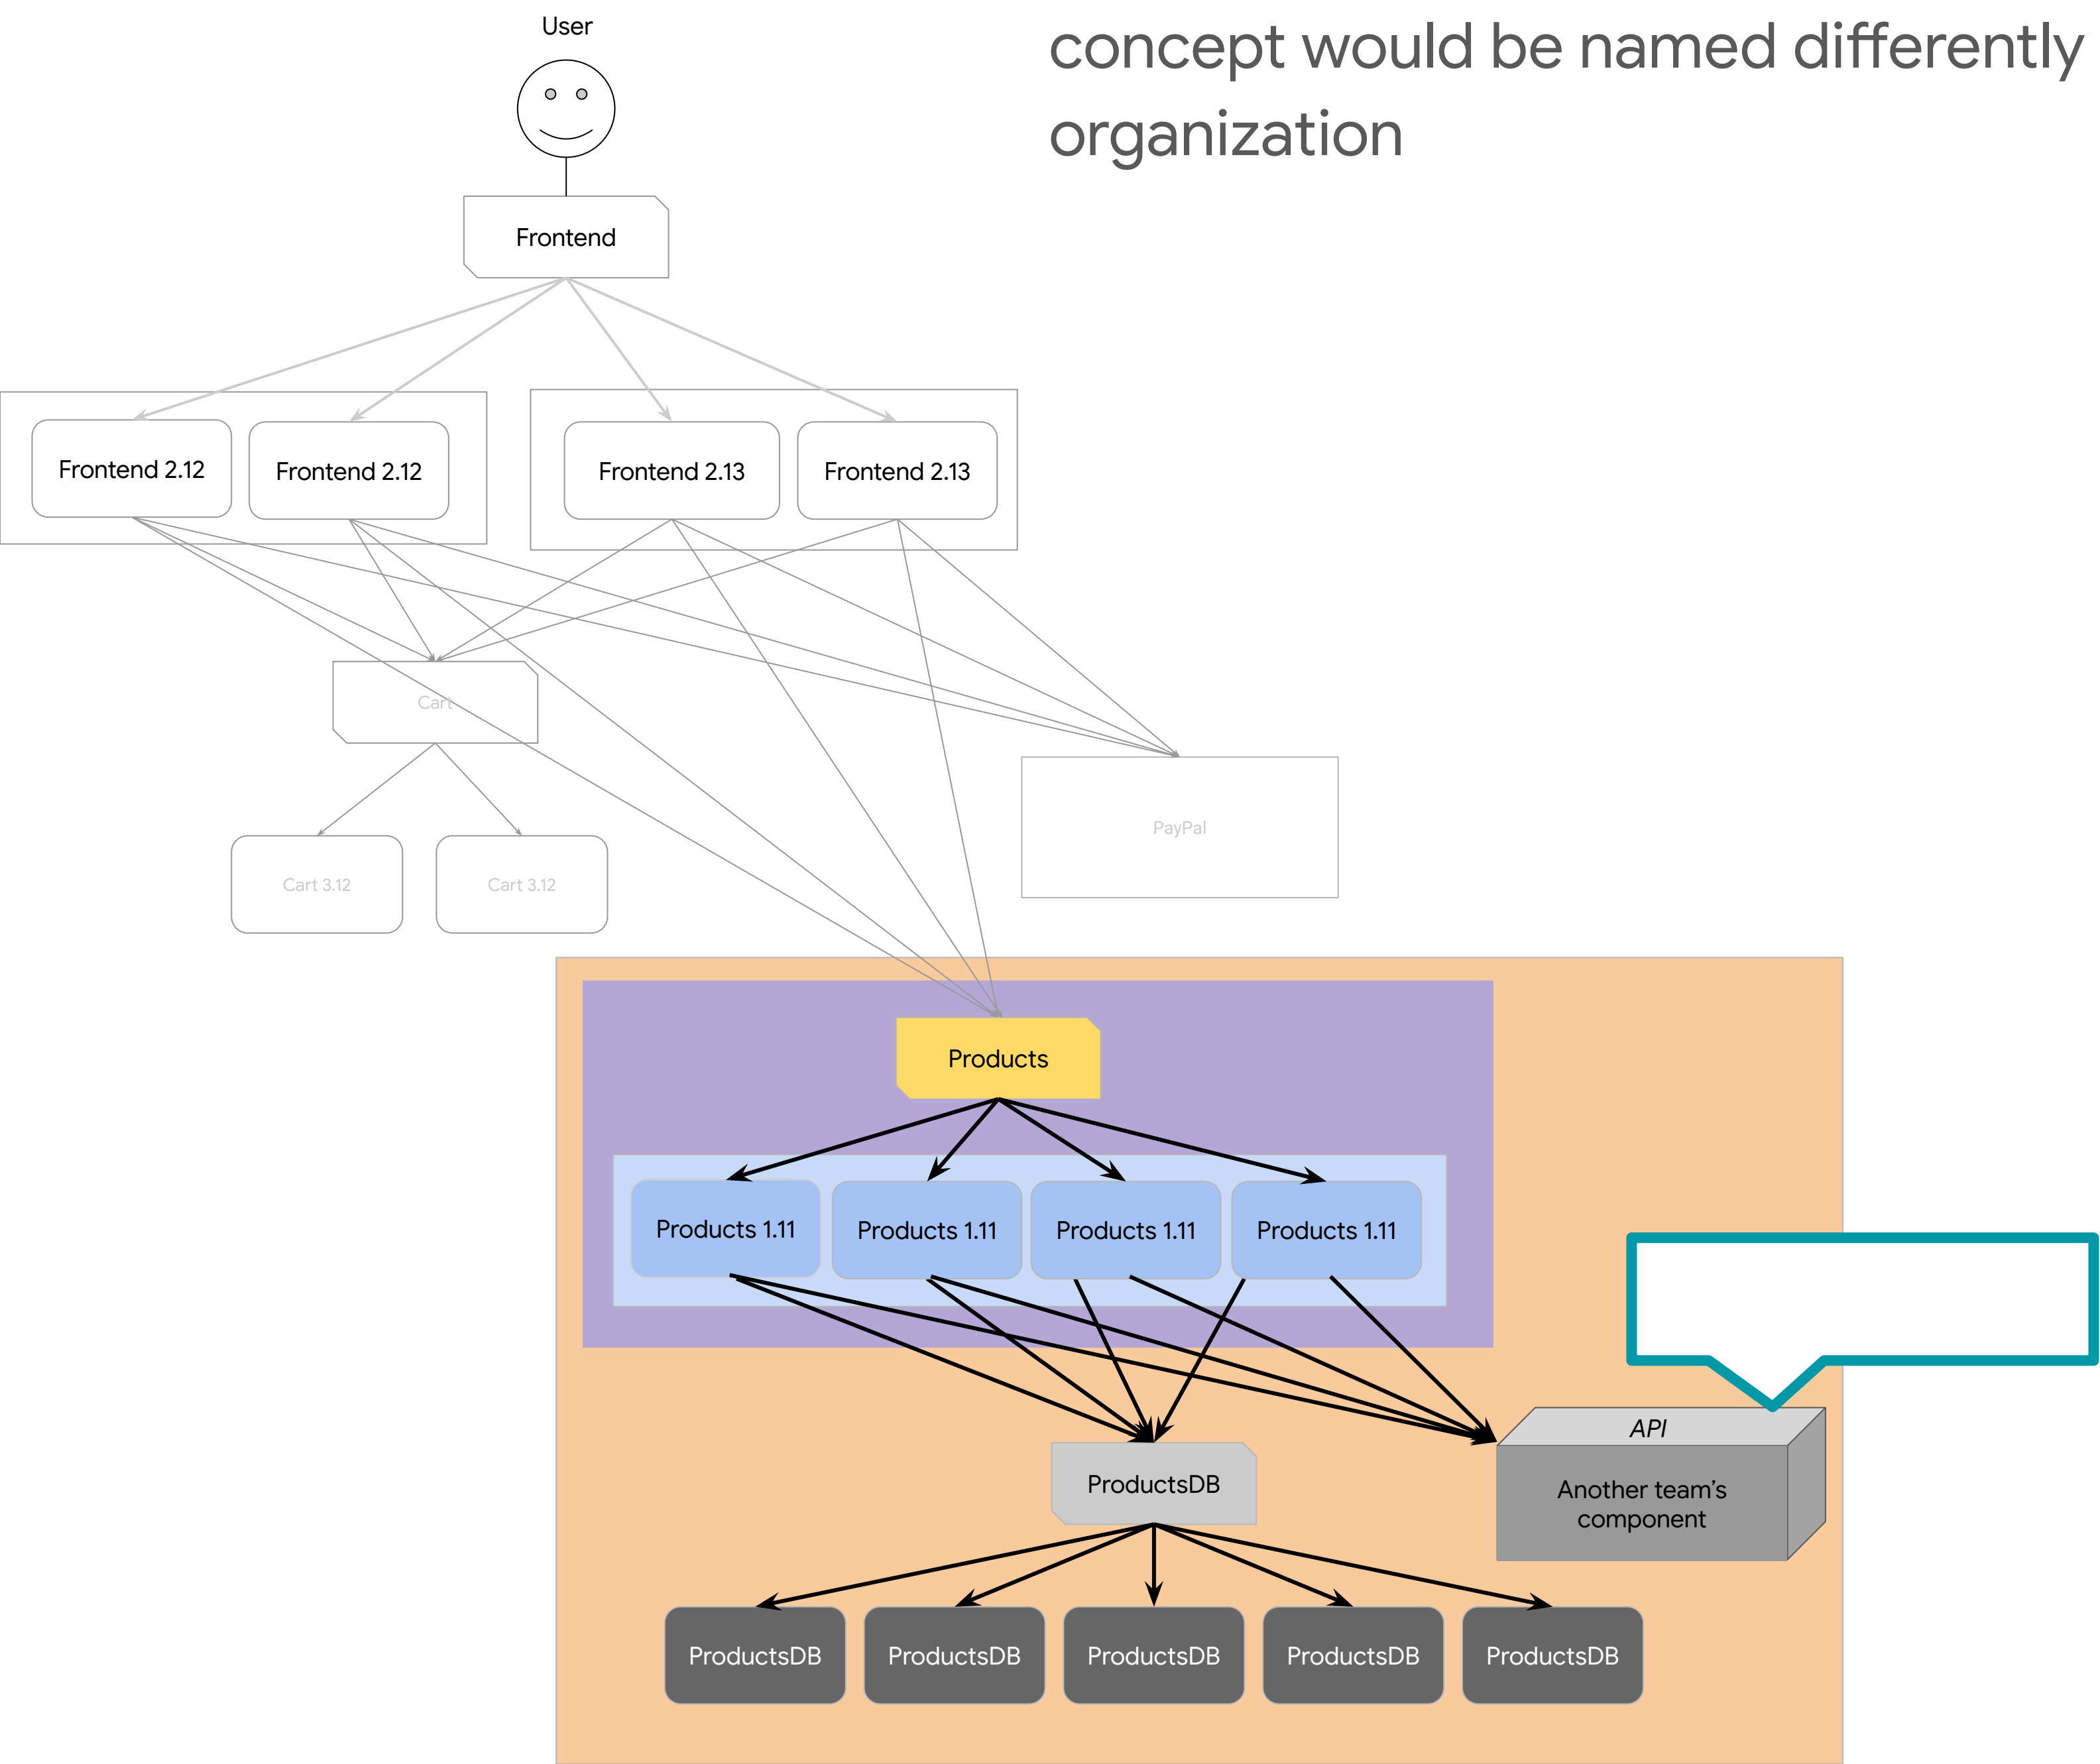 User
concept would be named differently
organization
Frontend
Frontend 2.12
Frontend 2.12
Frontend 2.13
Frontend 2.13
Cart
PayPal
Cart 3.12
Cart 3.12
Products
Products 1.11
Products 1.11
Products 1.11
Products 1.11
API
Another team’s
component
ProductsDB
ProductsDB
ProductsDB
ProductsDB
ProductsDB
ProductsDB